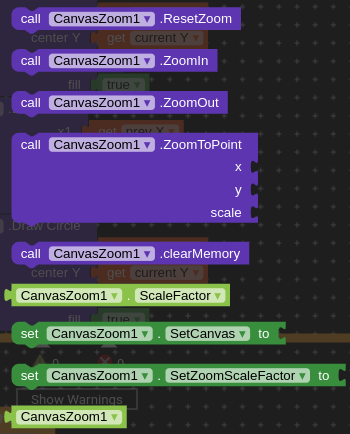 call CanvasZoom1 .ResetZoom
center Y get current Y
call CanvasZoom1 .ZoomIn
fill true
call CanvasZoom1 .ZoomOut
x1 get prev X
call CanvasZoom1 .ZoomToPoint
x
y
scale
.Draw Circle
call CanvasZoom1 .clearMemory
center Y get current Y
CanvasZoom1 . ScaleFactor
fill true
set CanvasZoom1 . SetCanvas to
0 0
set CanvasZoom1 . SetZoomScaleFactor to
Show Warnings
CanvasZoom1